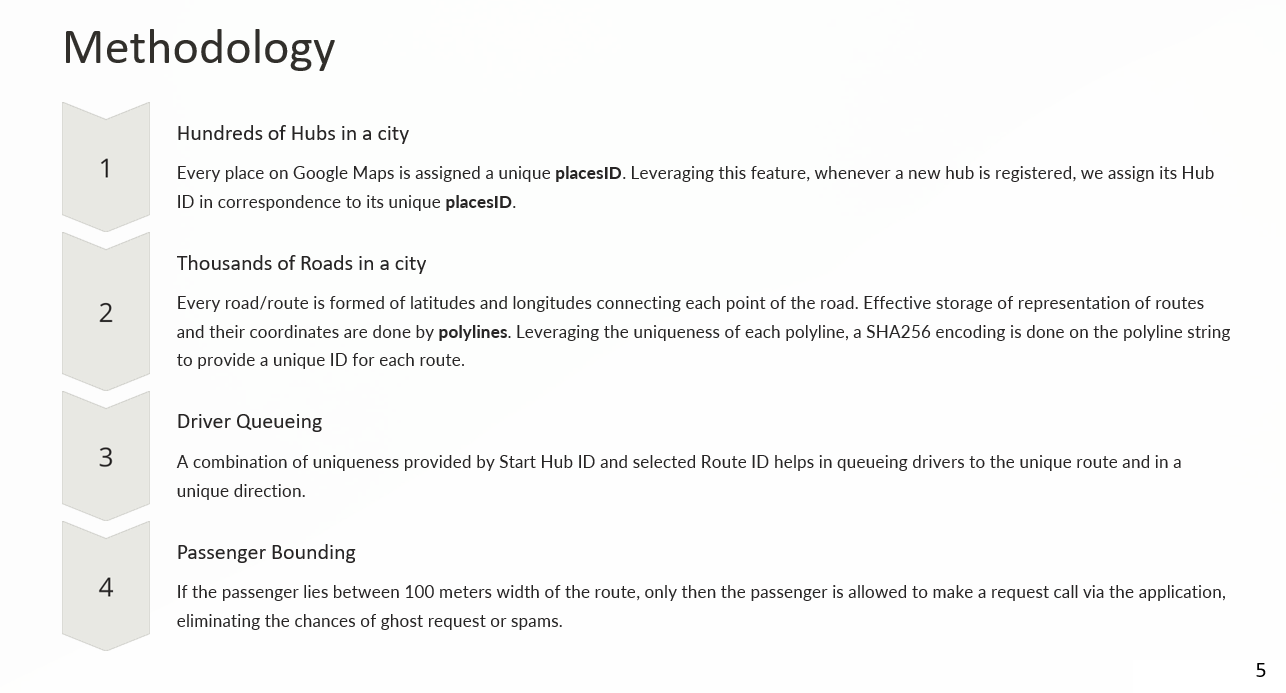 Methodology
1
Hundreds of Hubs in a city
Every place on Google Maps is assigned a unique placesID. Leveraging this feature, whenever a new hub is registered, we assign its Hub
ID in correspondence to its unique placesID.
2
Thousands of Roads in a city
Every road/route is formed of latitudes and longitudes connecting each point of the road. Effective storage of representation of routes
and their coordinates are done by polylines. Leveraging the uniqueness of each polyline, a SHA256 encoding is done on the polyline string
to provide a unique ID for each route.
3
Driver Queueing
A combination of uniqueness provided by Start Hub ID and selected Route ID helps in queueing drivers to the unique route and in a
unique direction.
4
Passenger Bounding
If the passenger lies between 100 meters width of the route, only then the passenger is allowed to make a request call via the application,
eliminating the chances of ghost request or spams.
5